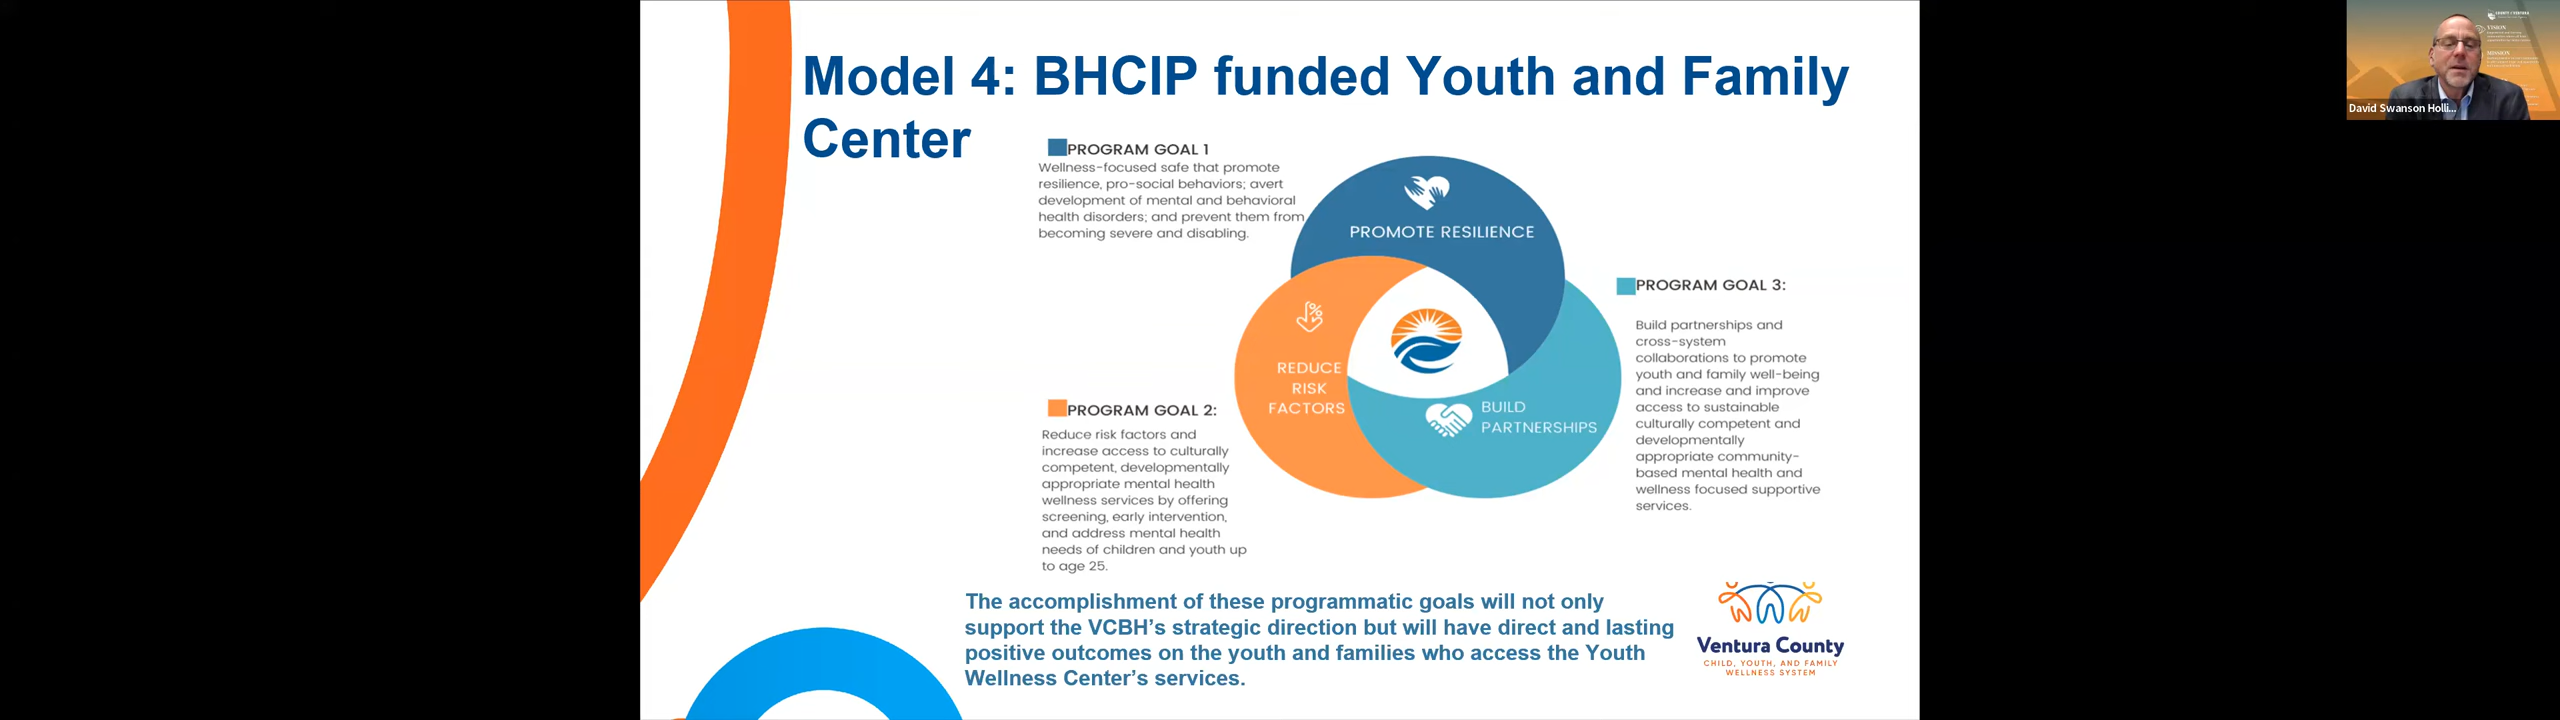 Model 4: BHCIP funded Youth and Family
Center
PROGRAM GOAL 1
Wellness-focused safe that promote
resilience, pro-social behaviors; avert
development of mental and behavioral
health disorders; and prevent them from
becoming severe and disabling.
PROMOTE RESILIENCE
REDUCE
RISK
FACTORS
BUILD
PARTNERSHIPS
PROGRAM GOAL 2:
Reduce risk factors and
increase access to culturally
competent, developmentally
appropriate mental health
wellness services by offering
screening, early intervention,
and address mental health
needs of children and youth up
to age 25.
PROGRAM GOAL 3:
Build partnerships and
cross-system
collaborations to promote
youth and family well-being
and increase and improve
access to sustainable
culturally competent and
developmentally
appropriate community-
based mental health and
wellness focused supportive
services.
The accomplishment of these programmatic goals will not only
support the VCBH's strategic direction but will have direct and lasting
positive outcomes on the youth and families who access the Youth
Wellness Center's services.
Ventura County
CHILD, YOUTH, AND FAMILY
WELLNESS SYSTEM
VISION
MISSION
David Swanson Holli...